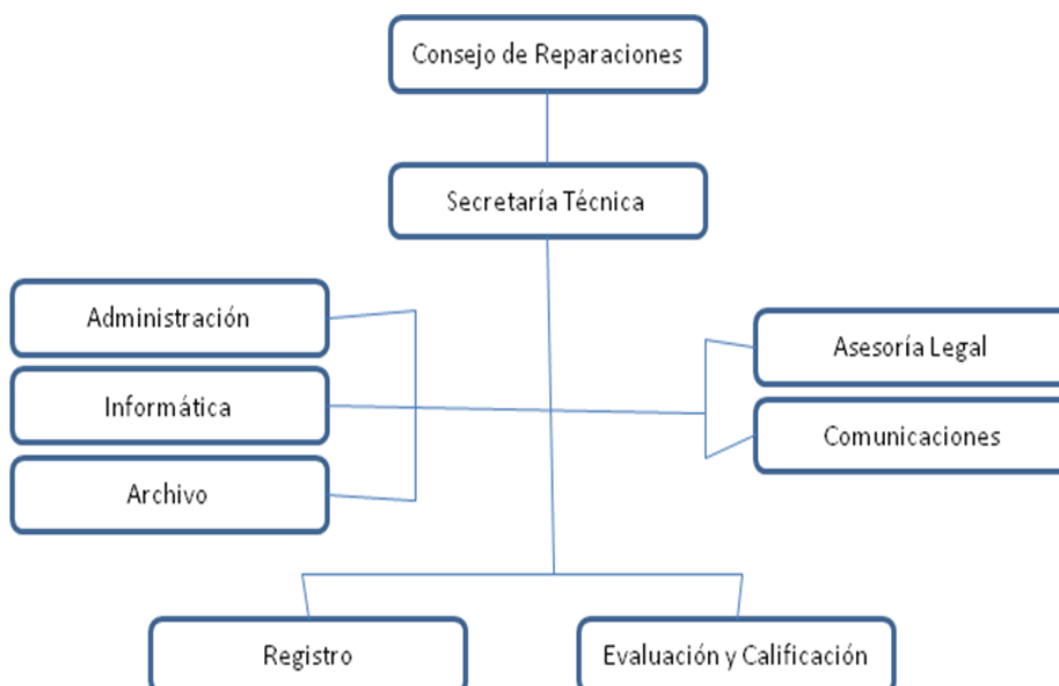 Consejo de Reparaciones
Secretaría Técnica
Administración
Informática
Archivo
Asesoría Legal
Comunicaciones
Registro
Evaluación y Calificación